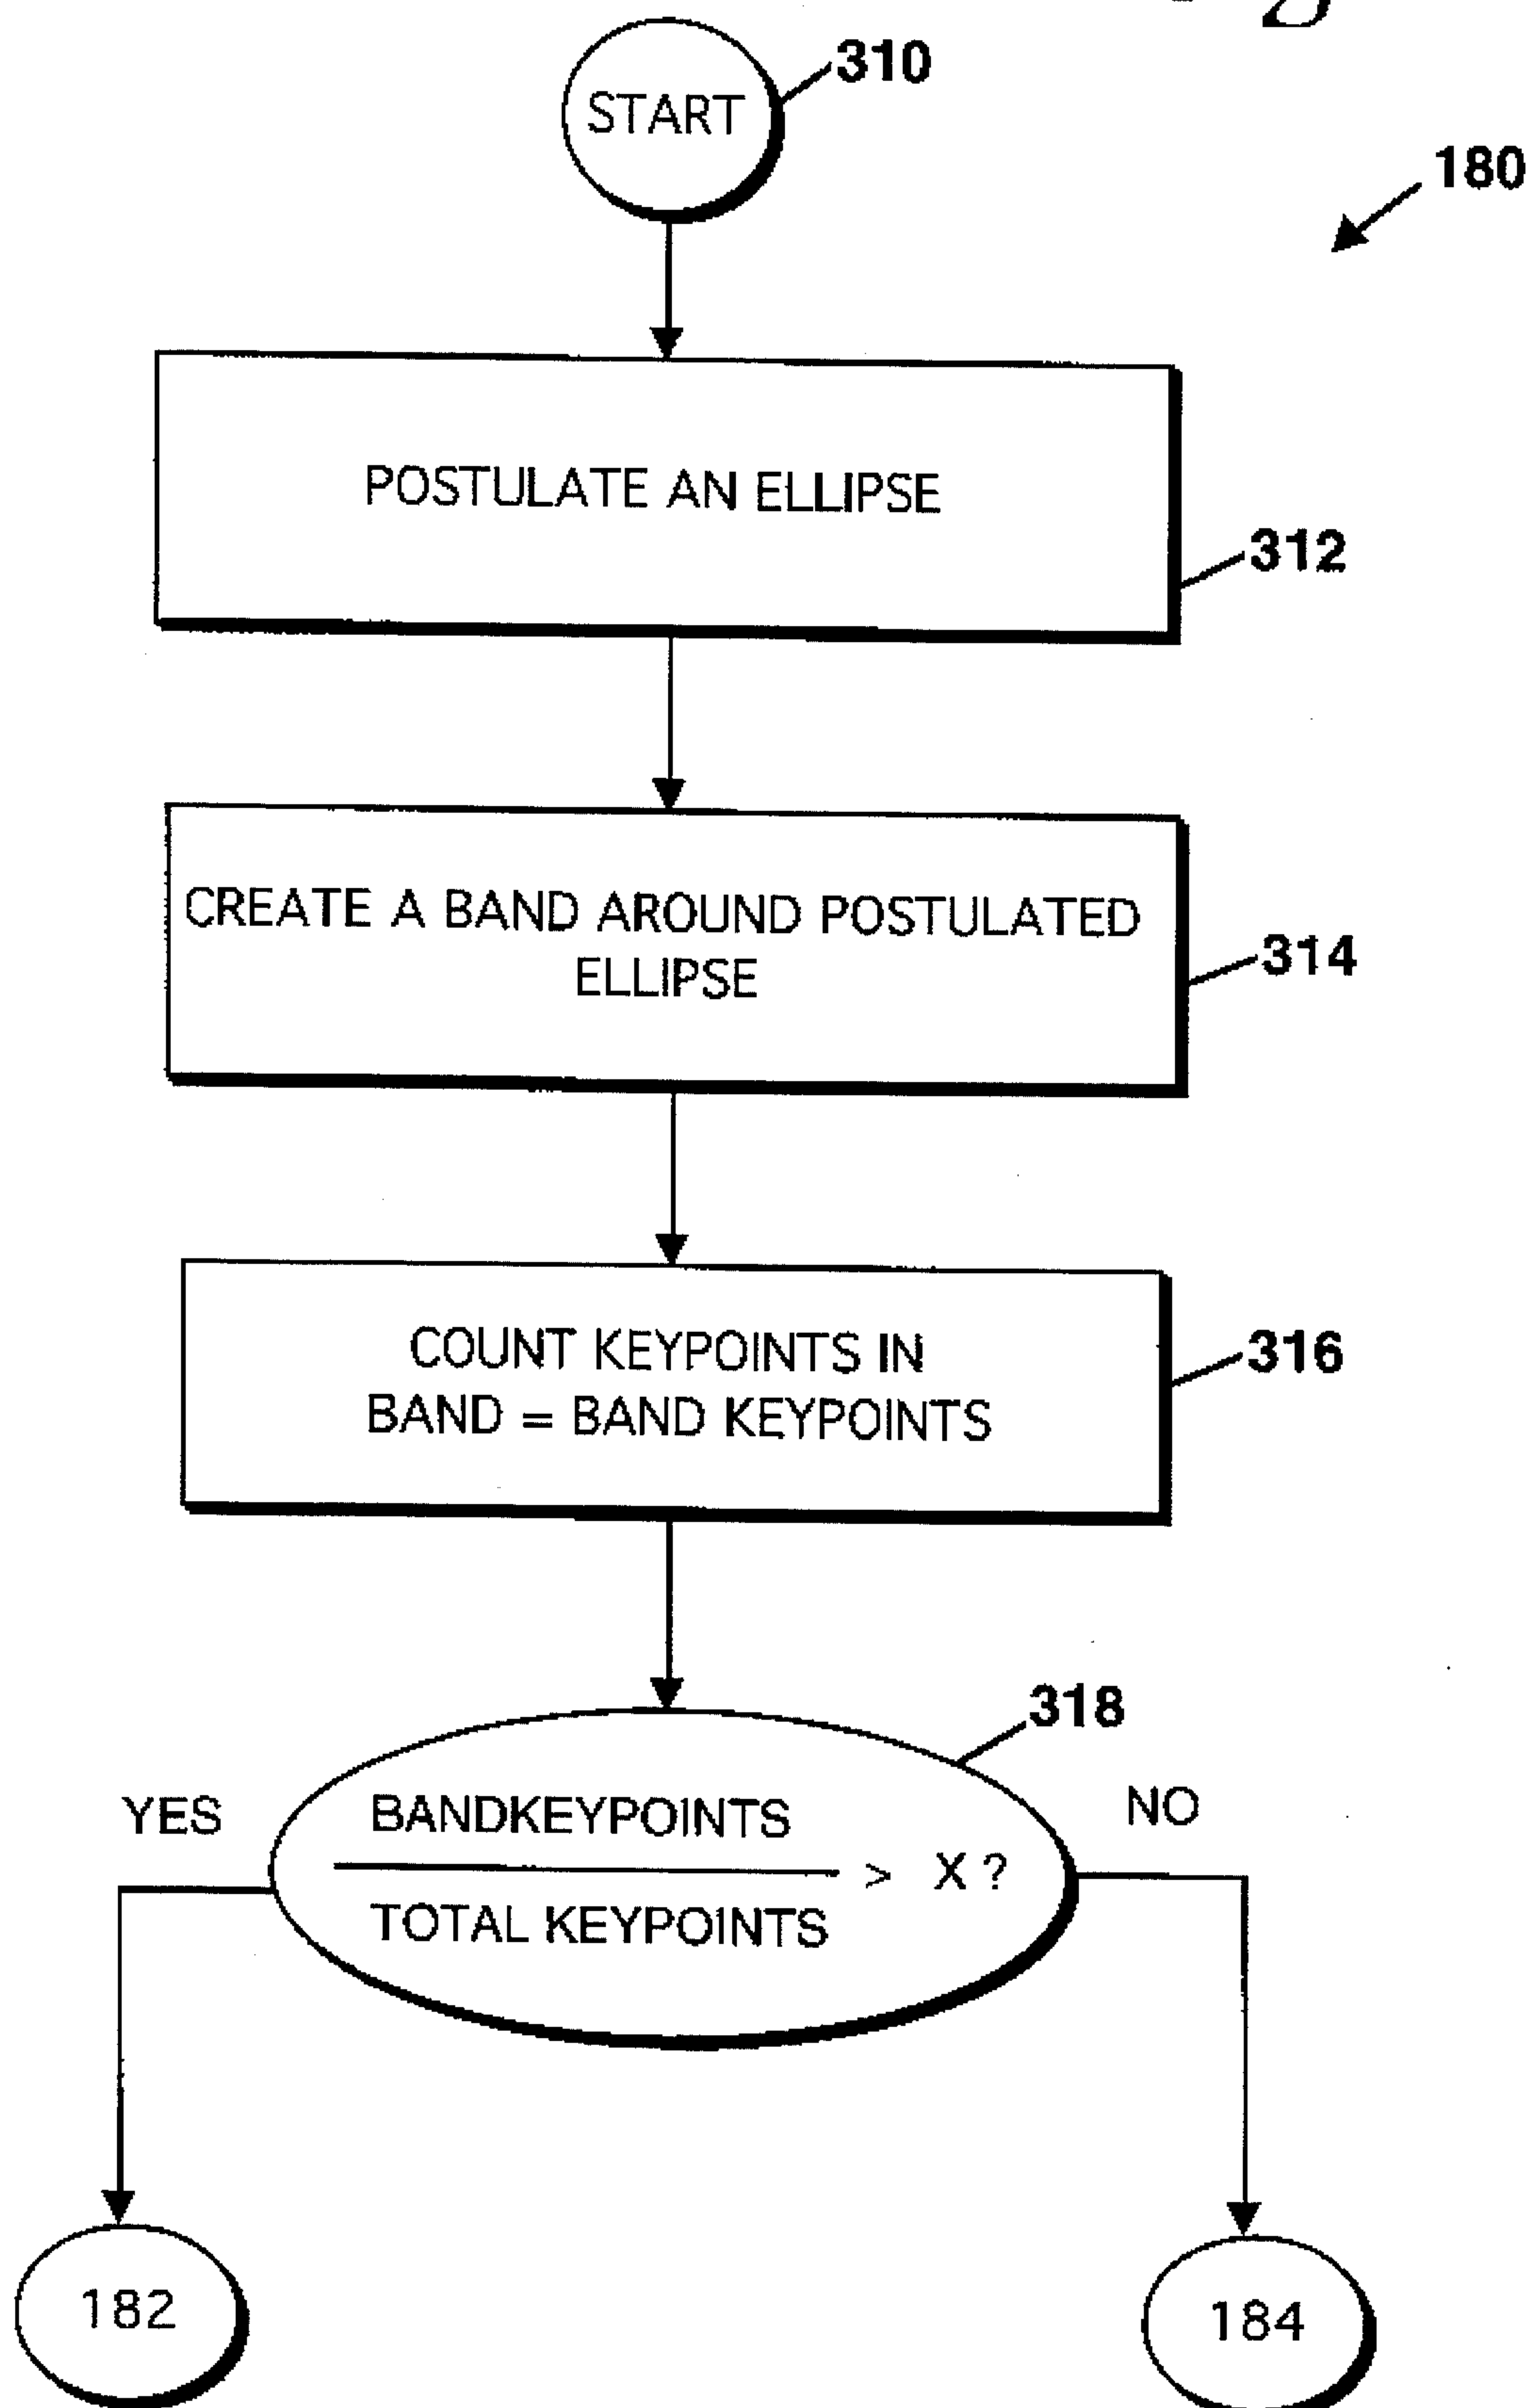 START
310
180
POSTULATE AN ELLIPSE
312
CREATE A BAND AROUND POSTULATED
ELLIPSE
314
COUNT KEYPOINTS IN
BAND = BAND KEYPOINTS
316
318
YES
BANDKEYPOINTS
> X ?
TOTAL KEYPOINTS
NO
182
184